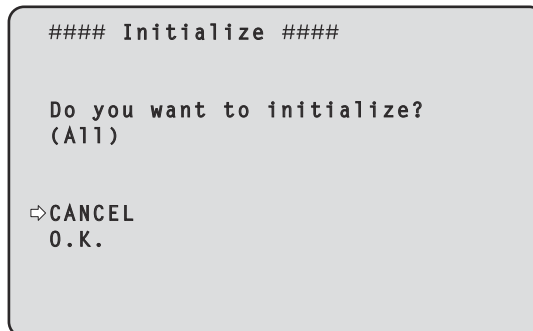 #### Initialize ####
Do you want to initialize?
(All)
⇨CANCEL
O.K.